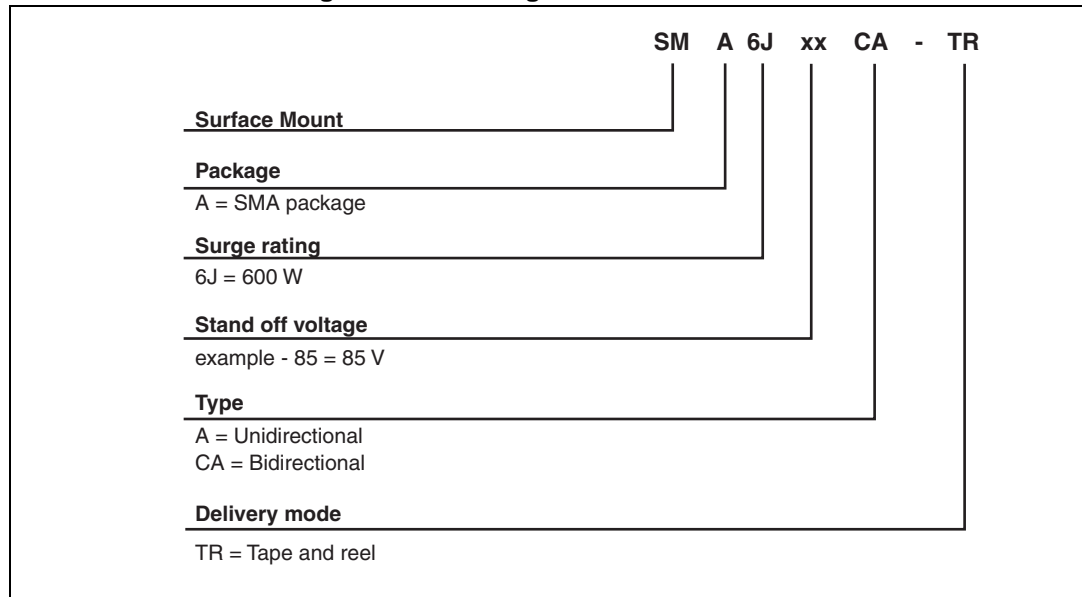 SM A 6J xx CA - TR
Surface Mount
Package
A = SMA package
Surge rating
6J = 600 W
Stand off voltage
example - 85 = 85 V
Type
A = Unidirectional
CA = Bidirectional
Delivery mode
TR = Tape and reel